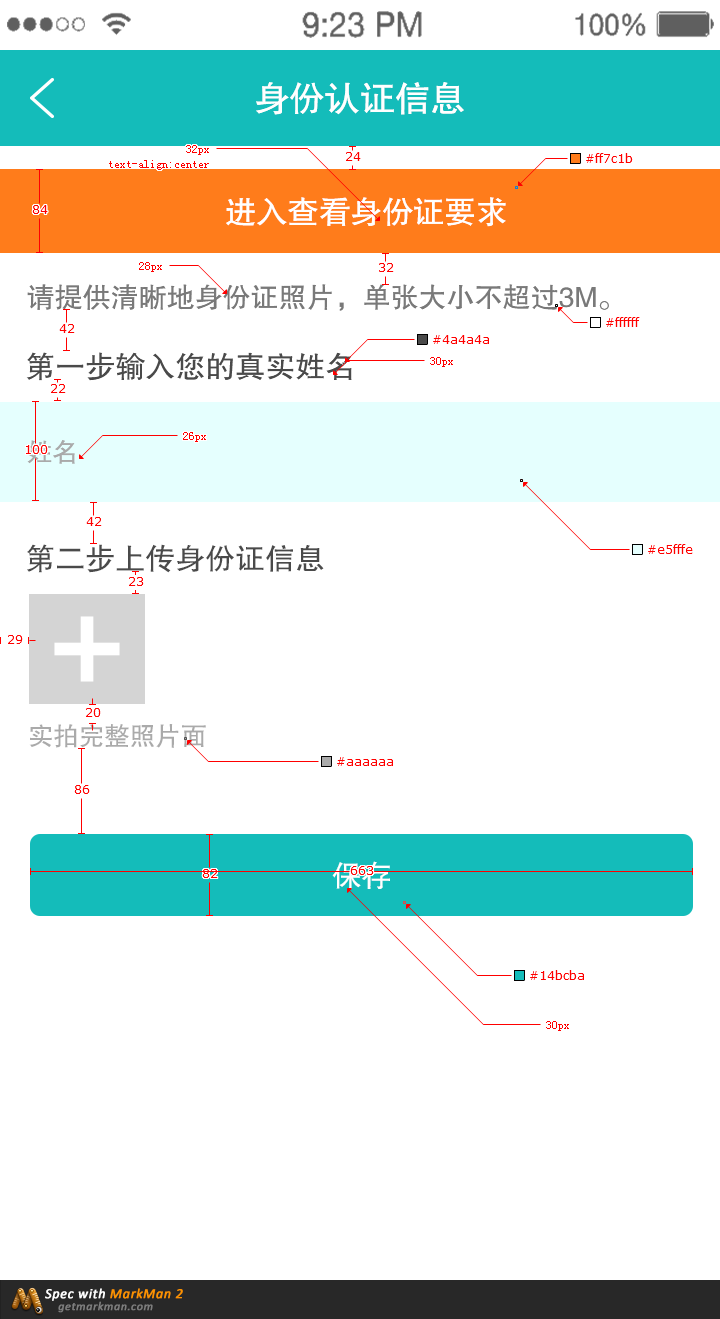 9:23 PM 100%
身份认证信息
32px
24
text-align:center
#ff7c1b
84
进入查看身份证要求
28px
32
请提供清晰地身份证照片，单张大小不超过3M。
#ffffff
42
#4a4a4a
30px
第一步输入您的真实姓名
22
26px
100
姓名
42
#e5fffe
第二步上传身份证信息
23
29
20
实拍完整照片面
#aaaaaa
86
82
663
保存
#14bcba
30px
Spec with MarkMan 2
getmarkman.com